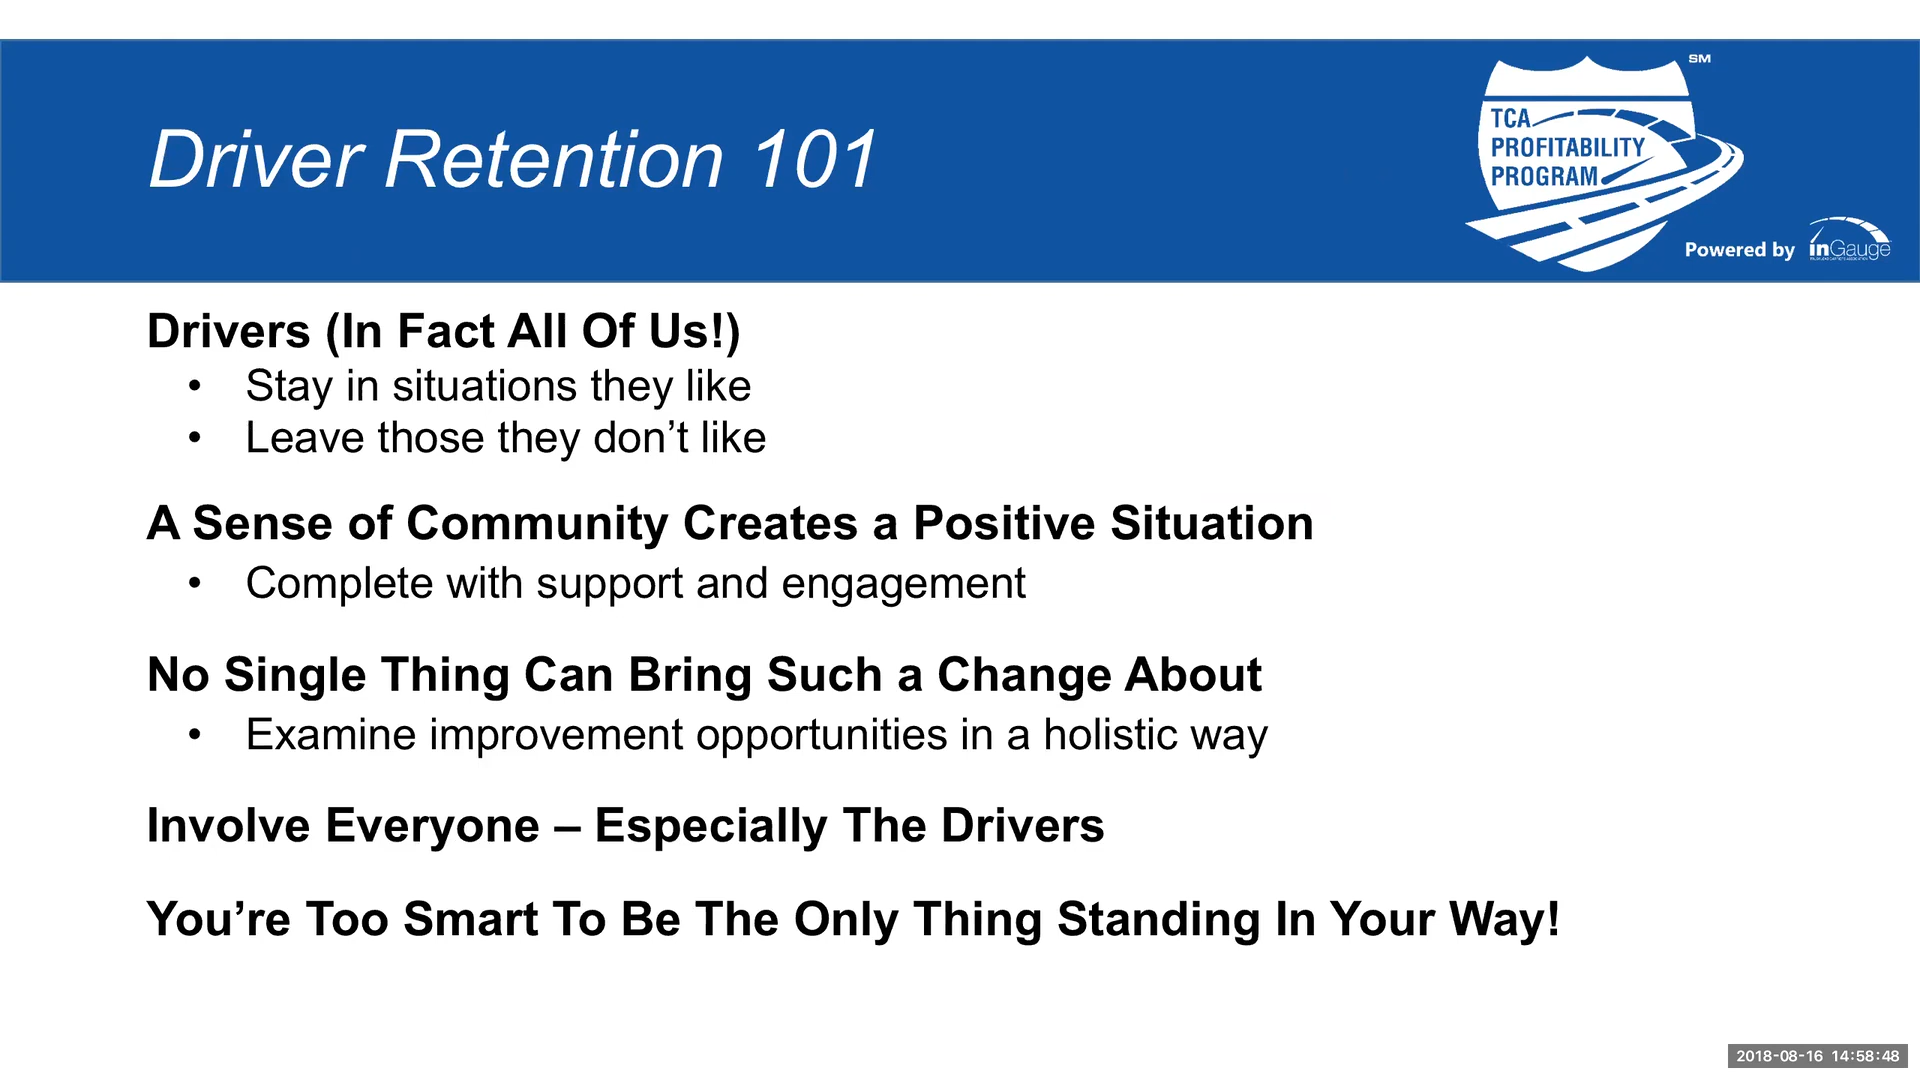 Driver Retention 101
SM
TCA
PROFITABILITY
PROGRAM
Powered by inGauge
Drivers (In Fact All Of Us!)
• Stay in situations they like
• Leave those they don’t like
A Sense of Community Creates a Positive Situation
• Complete with support and engagement
No Single Thing Can Bring Such a Change About
• Examine improvement opportunities in a holistic way
Involve Everyone – Especially The Drivers
You’re Too Smart To Be The Only Thing Standing In Your Way!
2018-08-16 14:58:48